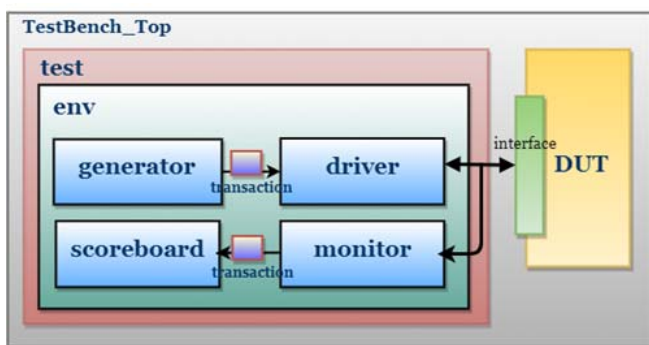 TestBench_Top
test
env
generator
transaction
driver
interface
DUT
scoreboard
transaction
monitor